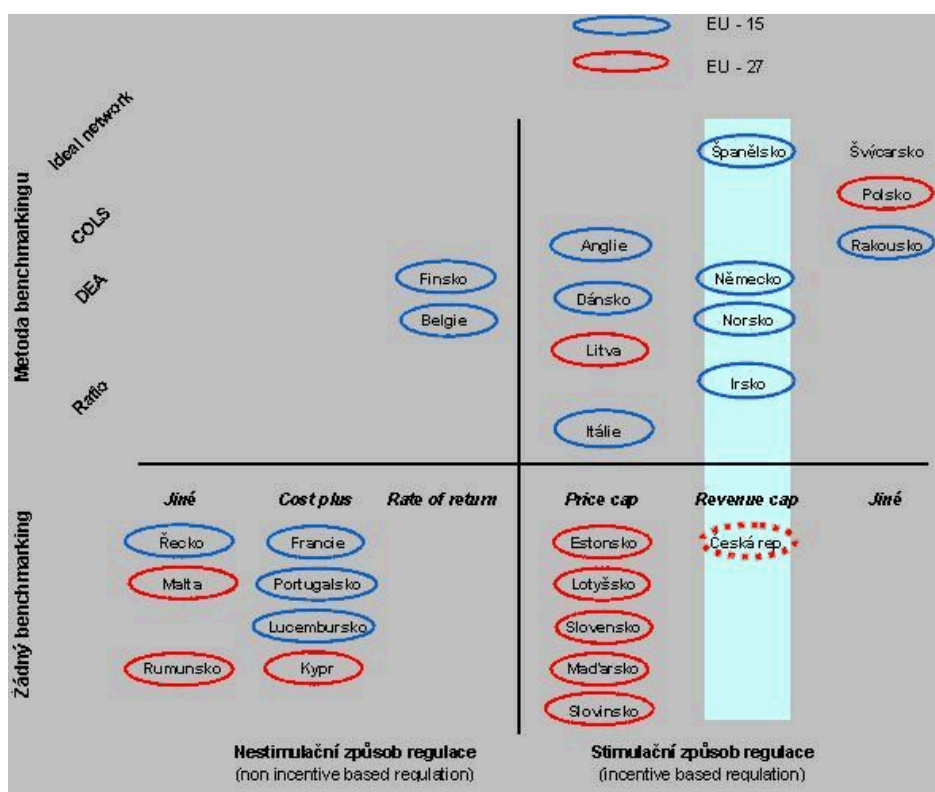 EU - 15
EU - 27
Metoda benchmarkingu
Ideal network
COLS
DEA
Ratio
Španělsko
Švýcarsko
Polsko
Anglie
Rakousko
Finsko
Německo
Dánsko
Belgie
Norsko
Litva
Irsko
Itálie
Jiné
Cost plus
Rate of return
Price cap
Revenue cap
Jiné
Žádný benchmarking
Řecko
Francie
Estonsko
Česká rep.
Malta
Portugalsko
Lotyšsko
Lucembursko
Slovensko
Rumunsko
Kypr
Maďarsko
Slovinsko
Nestimulační způsob regulace
(non incentive based requlation)
Stimulační způsob regulace
(incentive based requlation)